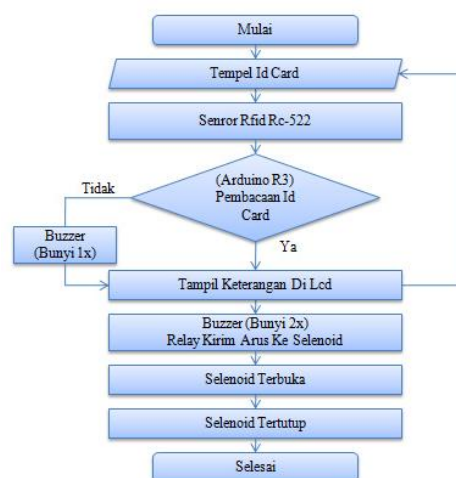 Mulai
Tempel Id Card
Senror Rfid Rc-522
(Arduino R3)
Pembacaan Id
Card
Tidak
Buzzer
(Bunyi 1x)
Ya
Tampil Keterangan Di Lcd
Buzzer (Bunyi 2x)
Relay Kirim Arus Ke Selenoid
Selenoid Terbuka
Selenoid Tertutup
Selesai